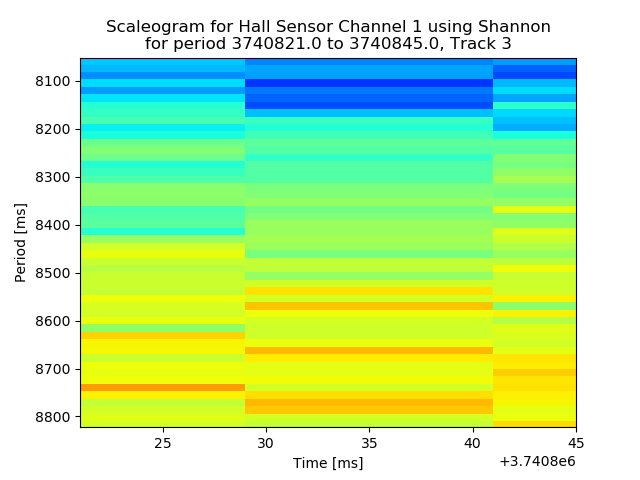 Scaleogram for Hall Sensor Channel 1 using Shannon
for period 3740821.0 to 3740845.0, Track 3
8100
8200
8300
8400
8500
8600
8700
8800
Period [ms]
25
30
35
40
45
Time [ms]
+3.7408e6